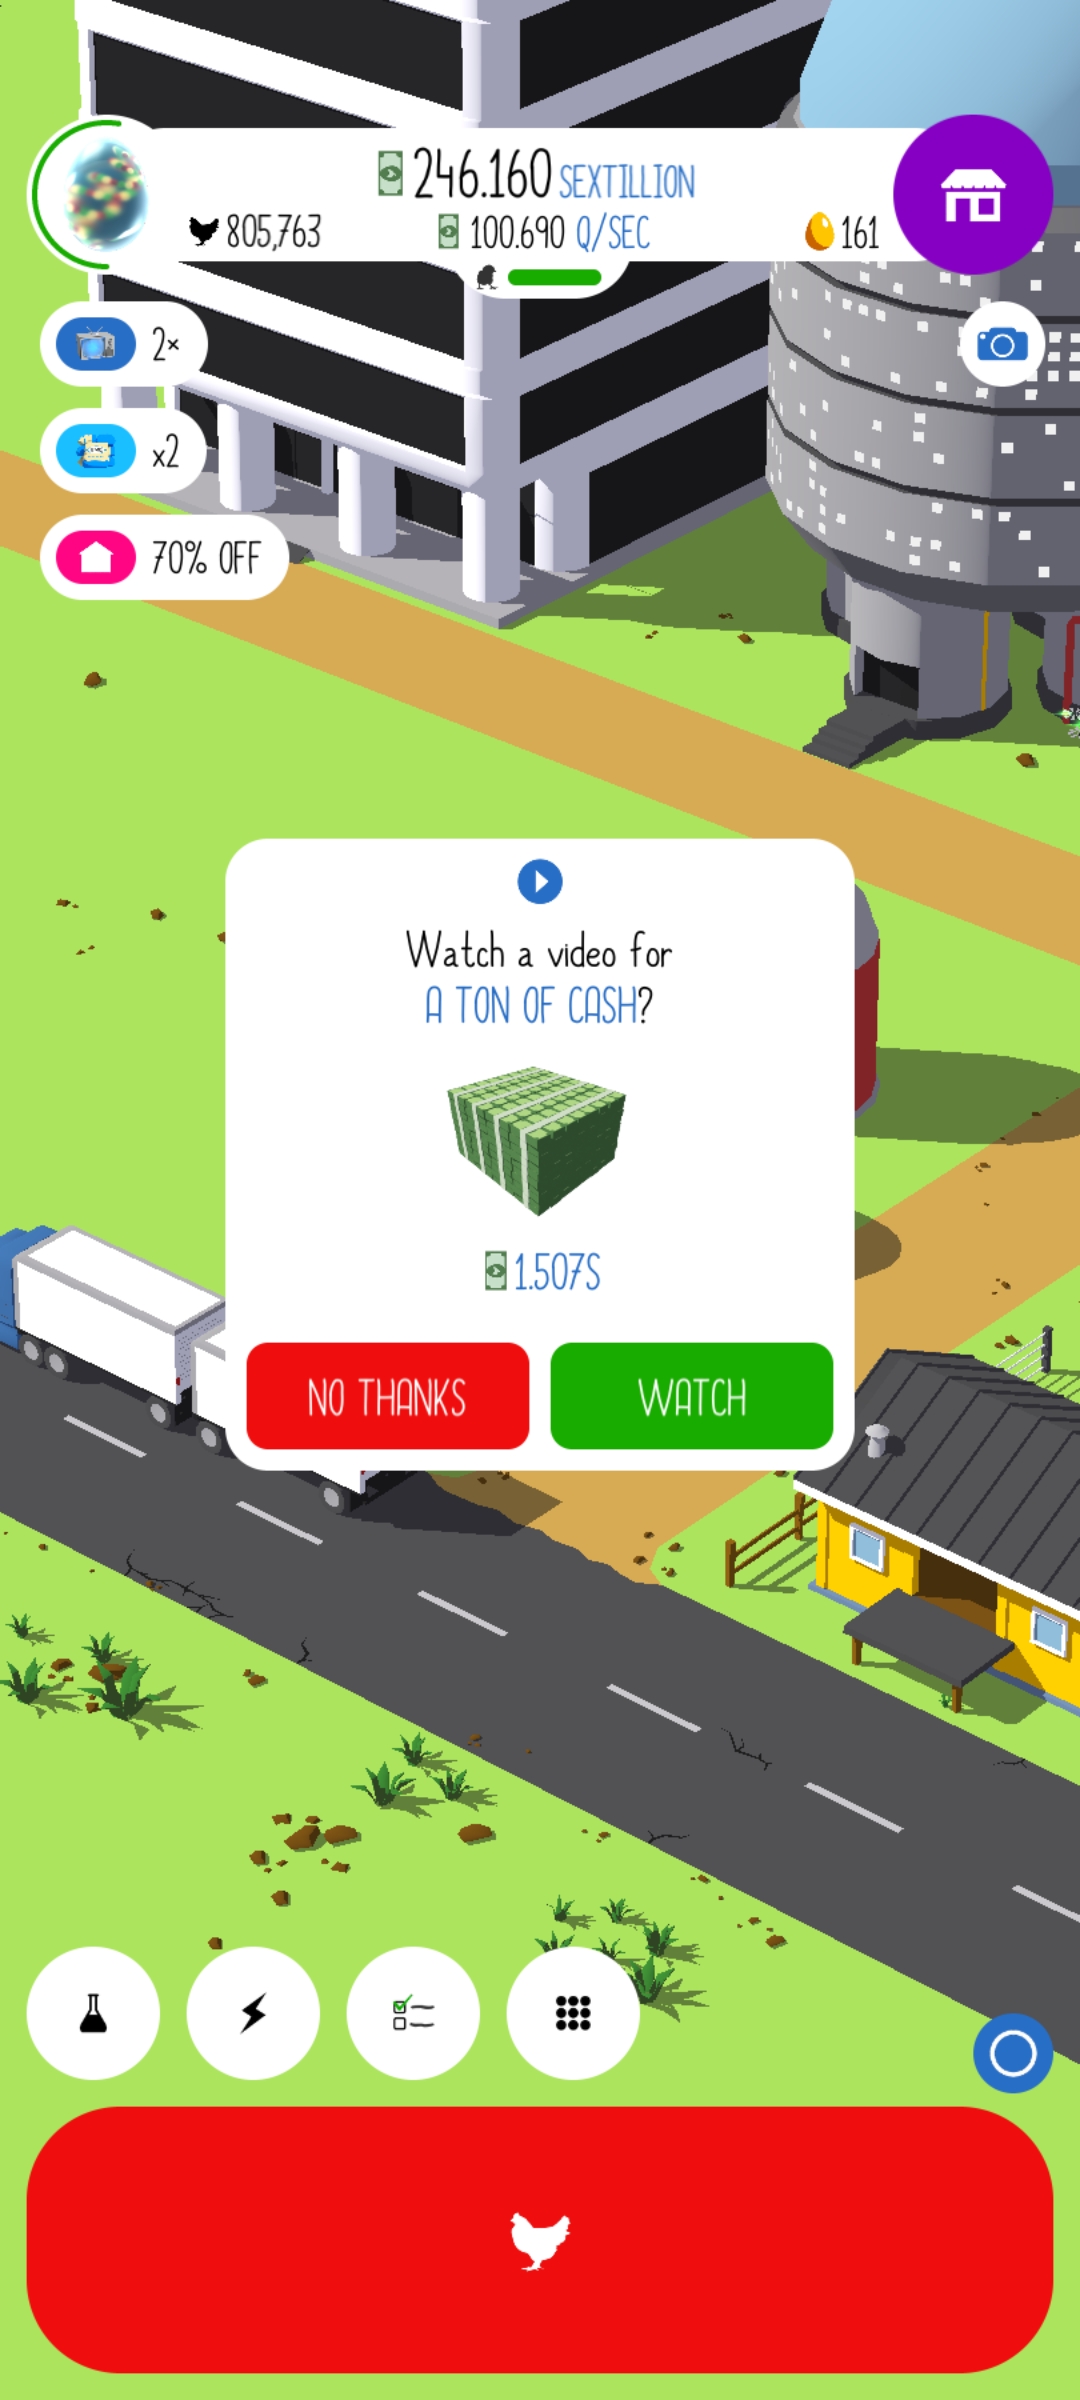 246.160 SEXTILLION
805,763
100.690 Q/SEC
161
2×
x2
70% OFF
Watch a video for
A TON OF CASH?
1.507S
NO THANKS
WATCH